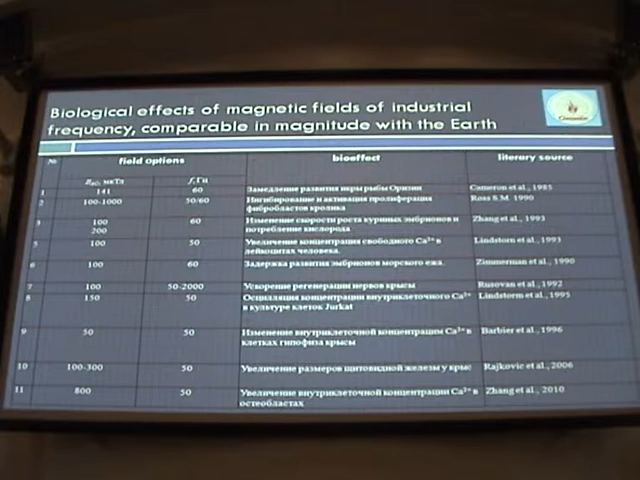 Biological effects of magnetic fields of industrial
frequency, comparable in magnitude with the Earth
№ field options bioeffect literary source
мкТл f, Гц
1 141 60 Замедление развития икры рыбы Оризии Cameron et al., 1985
2 100-1000 50/60 Ингибирование и активация пролиферация Ross S.M. 1990
фибробластов кролика
100 60 Изменение скорости роста куриных эмбрионов и Zhang et al., 1993
200 потребление кислорода
5 100 50 Увеличение концентрации свободного Ca²⁺ в Lindstorn et al., 1993
лейкоцитах человека.
6 100 60 Задержка развития эмбрионов морского ежа. Zimmerman et al., 1990
7 100 50-2000 Ускорение регенерации нервов крысы Rusovan et al., 1992
8 150 50 Осцилляция концентрации внутриклеточного Ca²⁺ Lindstorm et al., 1995
в культуре клеток Jurkat
9 50 50 Изменение внутриклеточной концентрации Ca²⁺ в Barbier et al., 1996
клетках гипофиза крысы
10 100-300 50 Увеличение размеров щитовидной железы у крыс Rajkovic et al., 2006
11 800 50 Увеличение внутриклеточной концентрации Ca²⁺ в Zhang et al., 2010
остеобластах